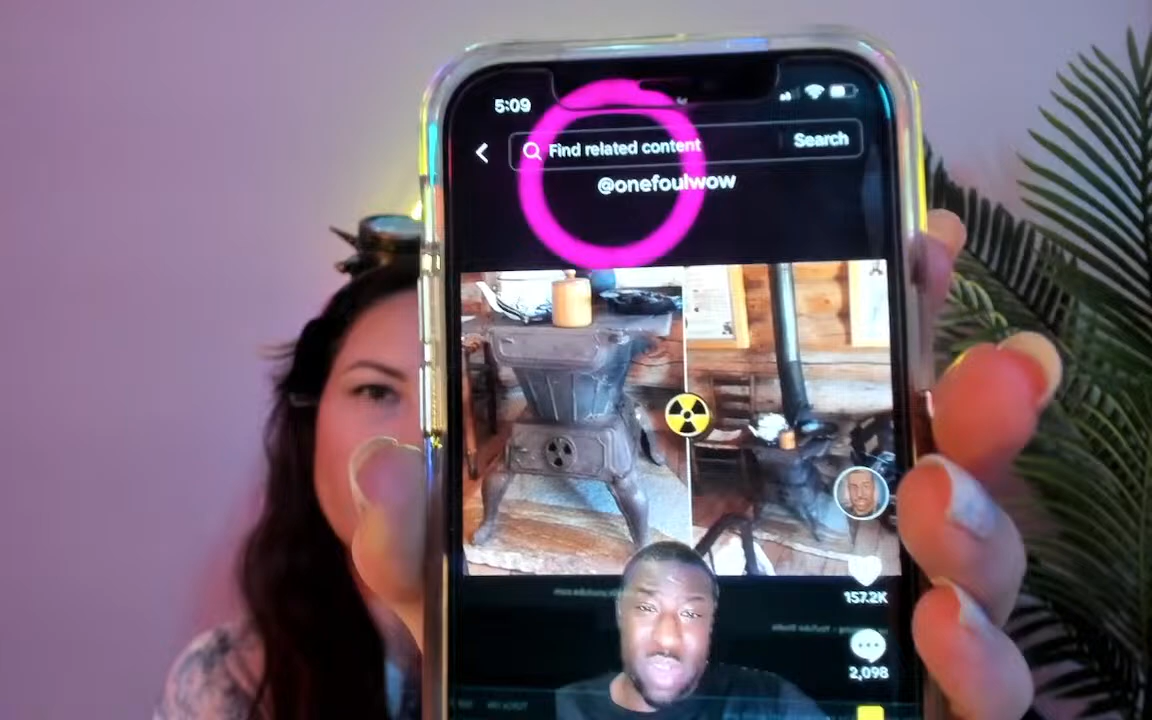 5:09
Find related content Search
@onefoulwow
157.2K
2,098